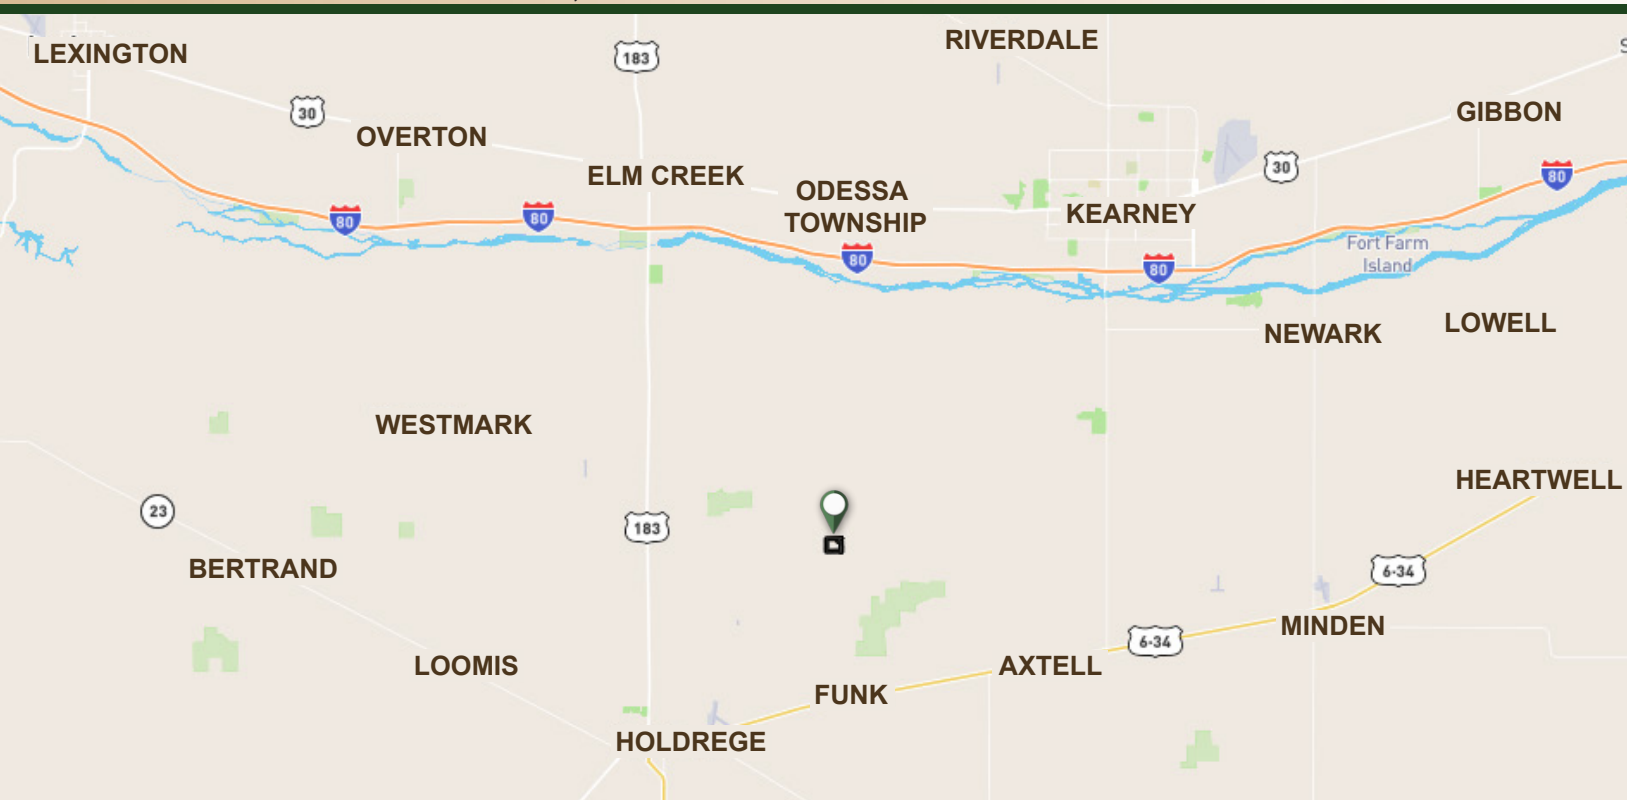 RIVERDALE
LEXINGTON
183
30
GIBBON
OVERTON
30
ELM CREEK
80
ODESSA
TOWNSHIP
KEARNEY
80
80
Fort Farm
Island
80
80
NEWARK
LOWELL
WESTMARK
HEARTWELL
23
183
BERTRAND
6-34
MINDEN
6-34
LOOMIS
AXTELL
FUNK
HOLDREGE